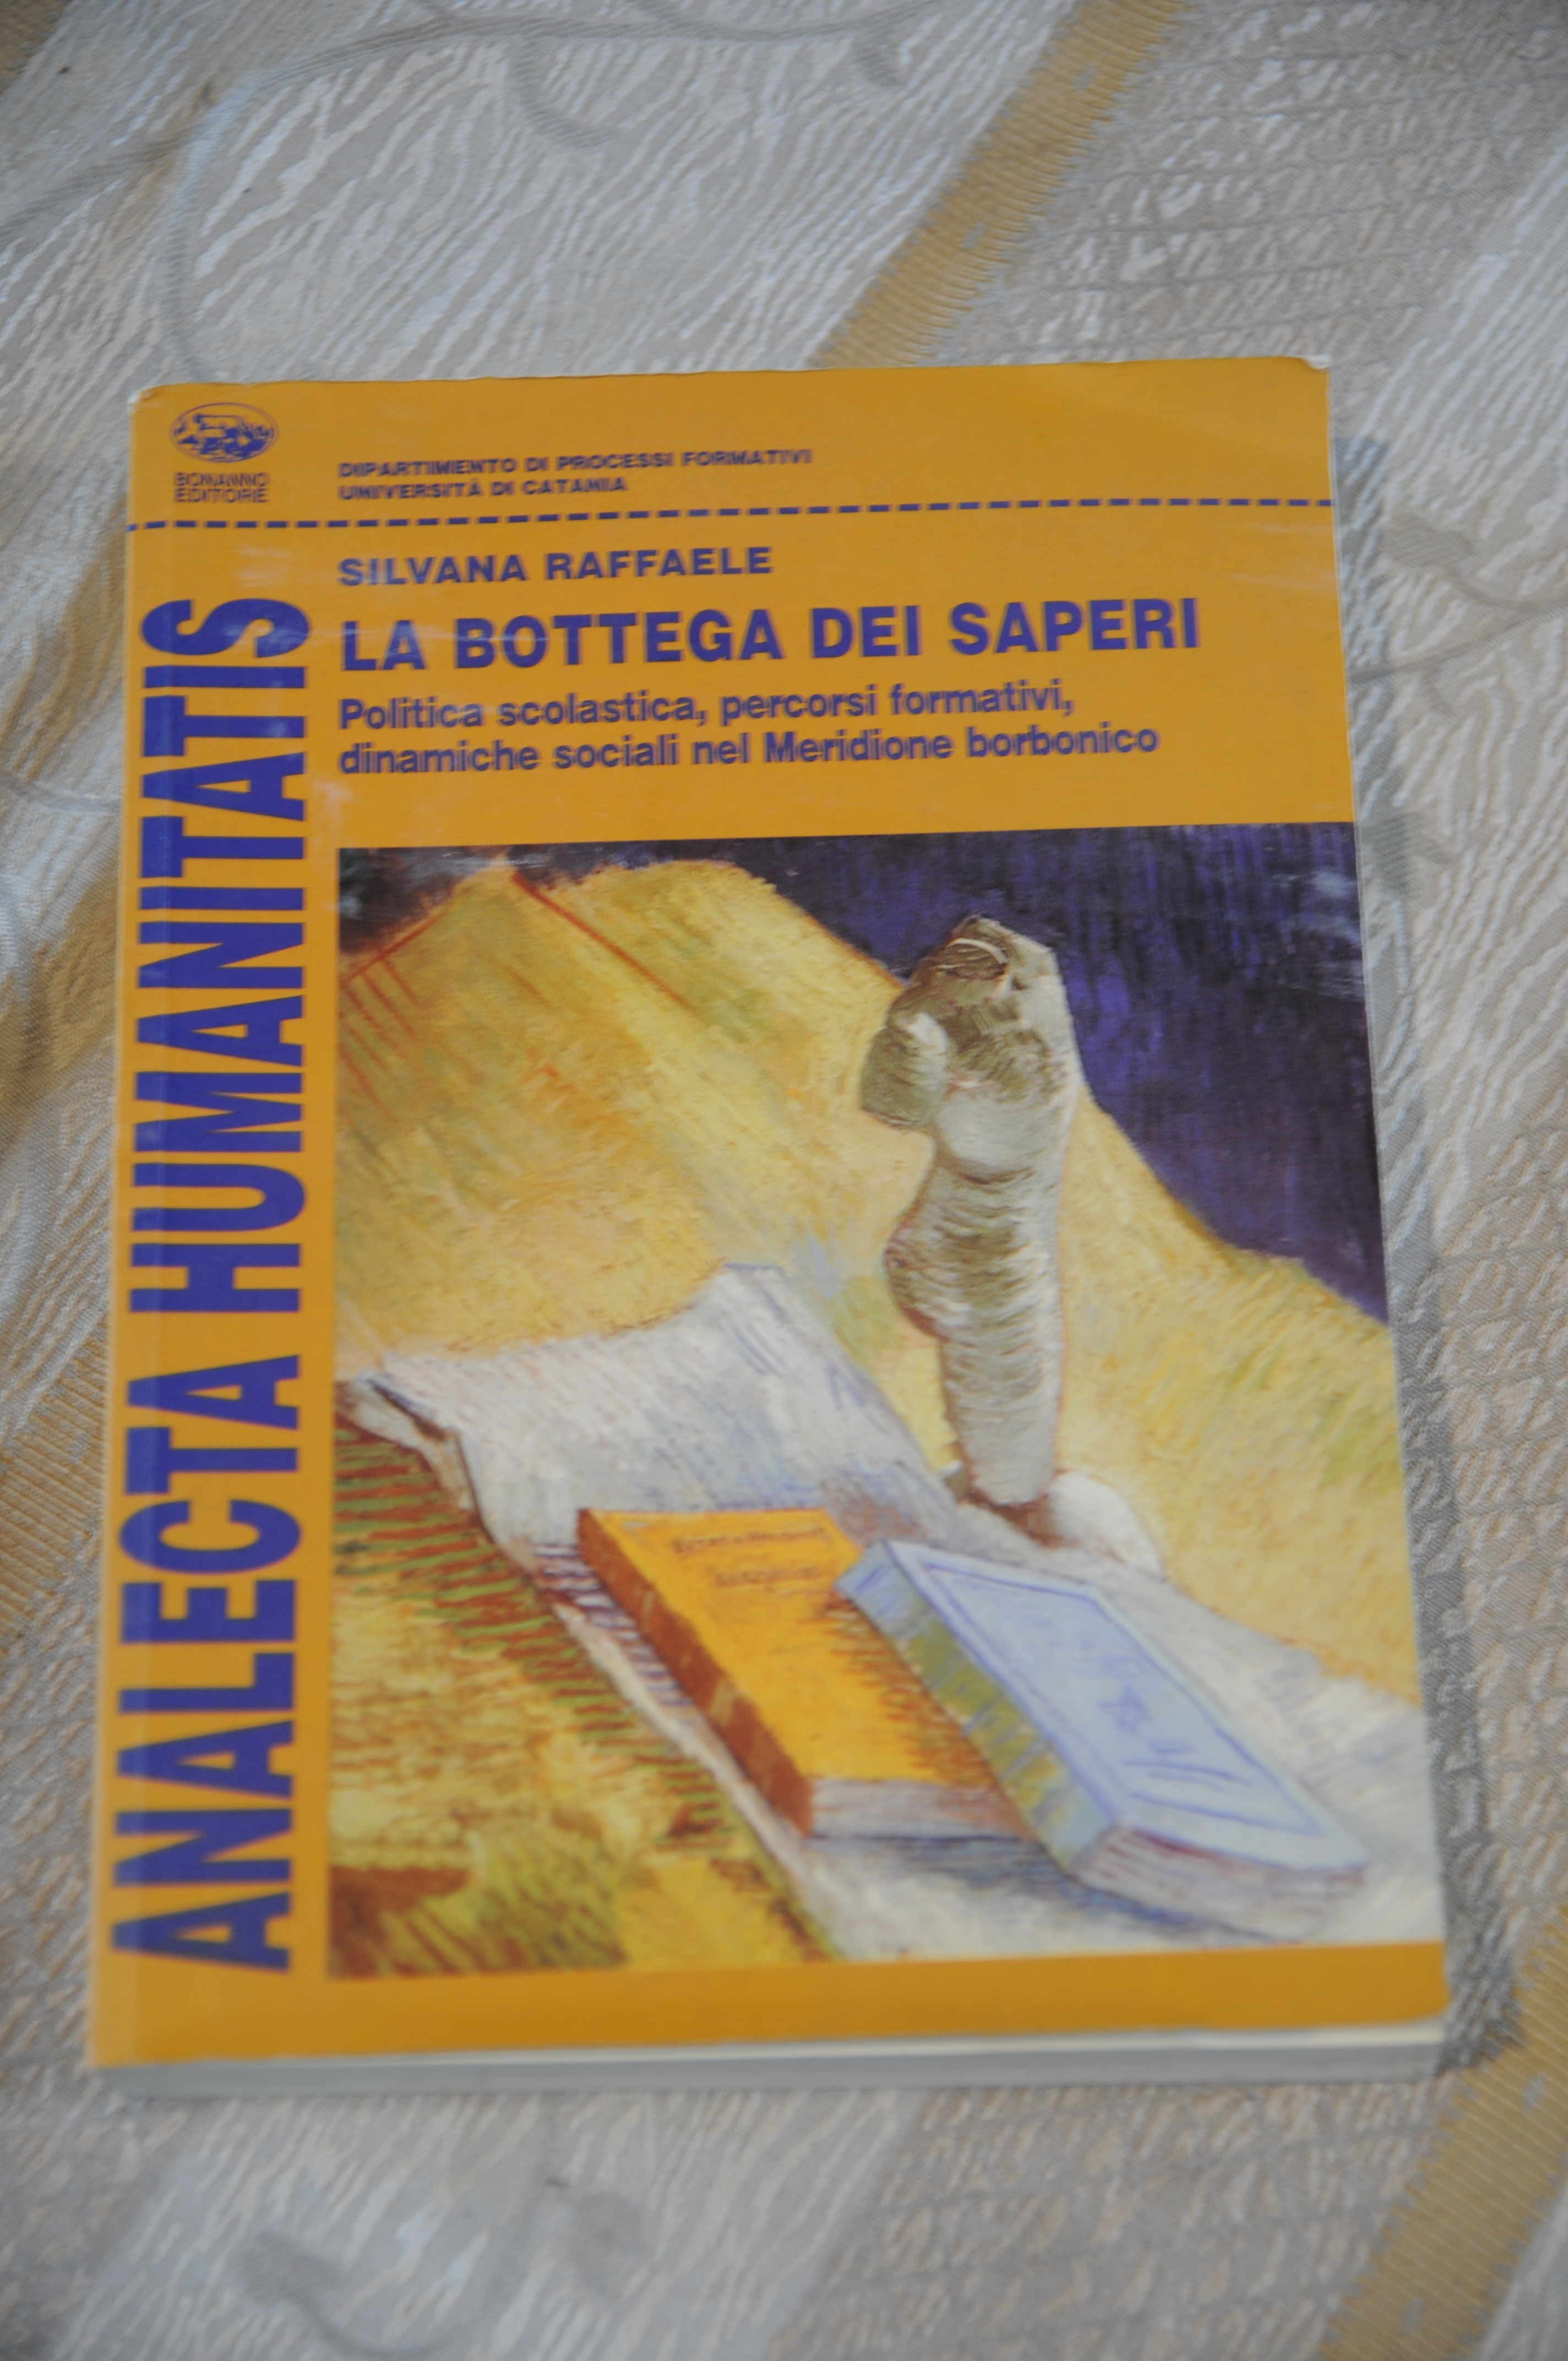 BONANNO
EDITORE
DIPARTIMENTO DI PROCESSI FORMATIVI
UNIVERSITÀ DI CATANIA
SILVANA RAFFAELE
LA BOTTEGA DEI SAPERI
Politica scolastica, percorsi formativi,
dinamiche sociali nel Meridione borbonico
ANALECTA HUMANITATIS